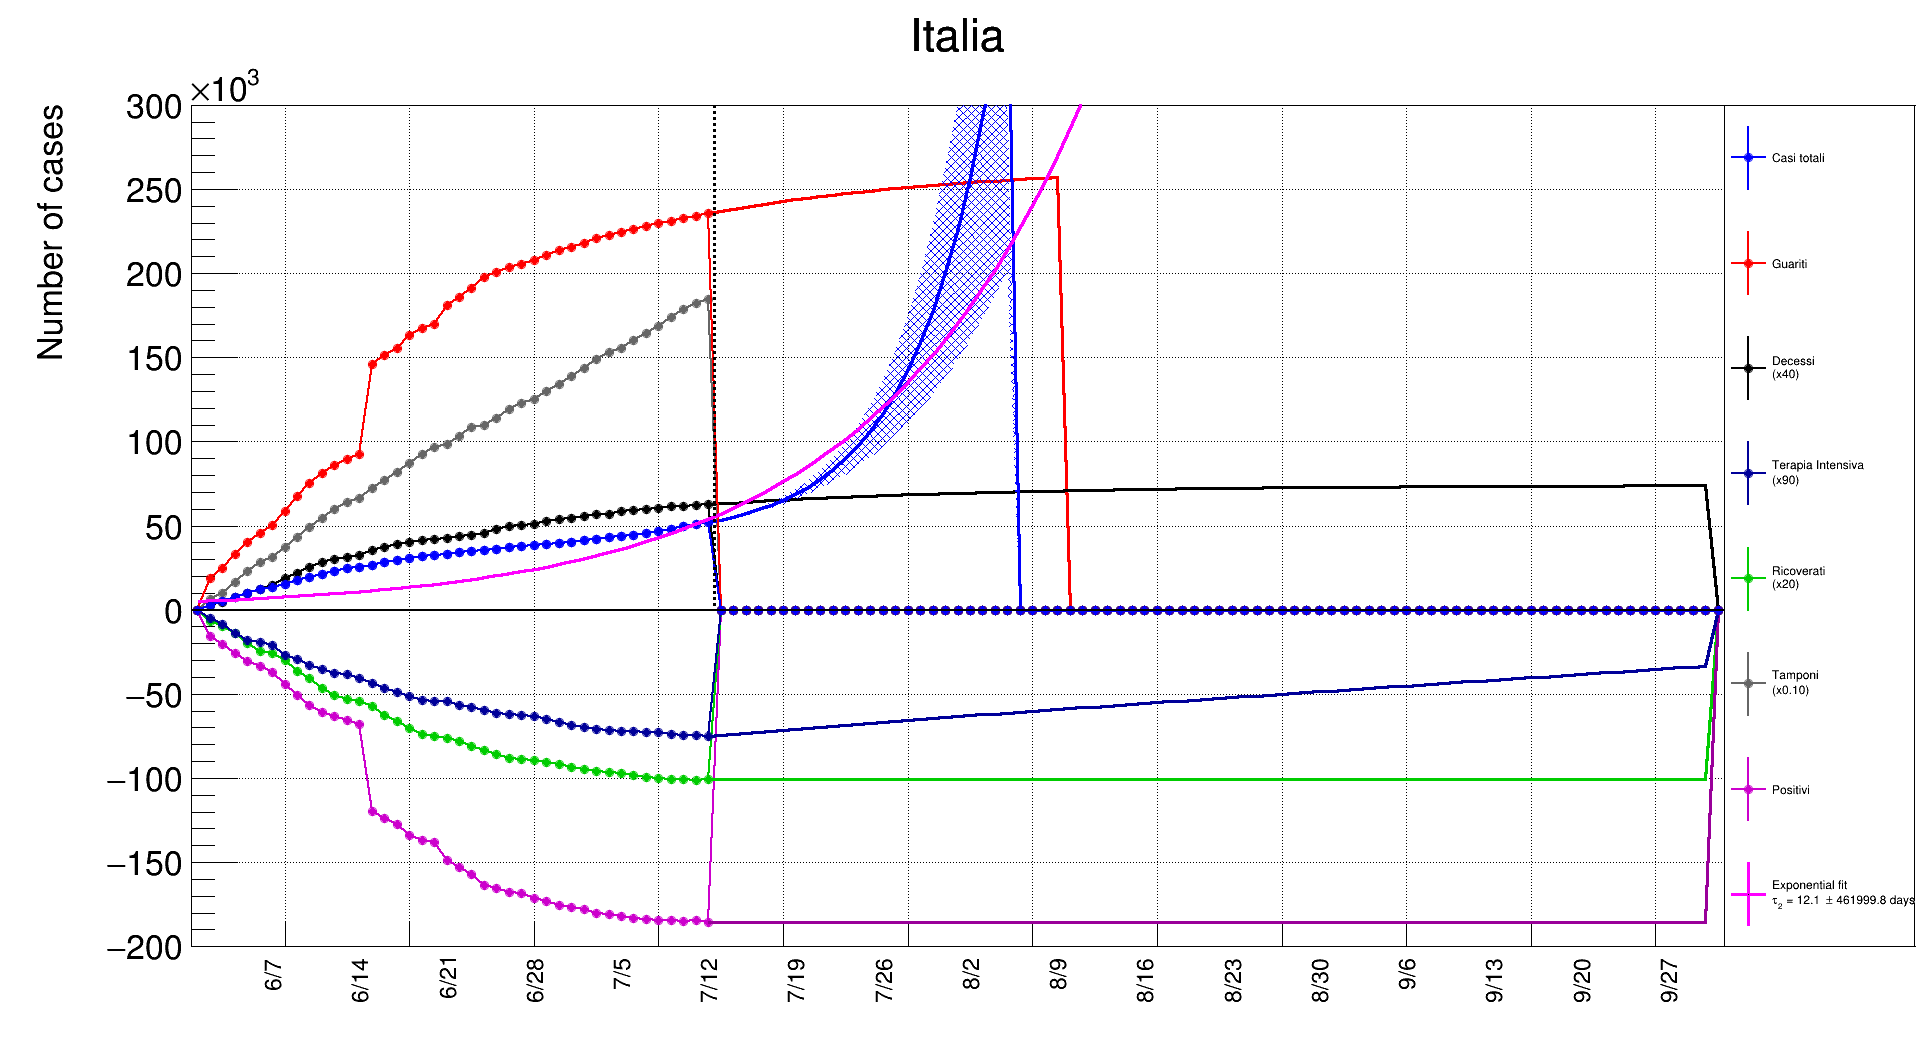 Italia
×10³
Number of cases
300
250
200
150
100
50
0
−50
−100
−150
−200
6/7
6/14
6/21
6/28
7/5
7/12
7/19
7/26
8/2
8/9
8/16
8/23
8/30
9/6
9/13
9/20
9/27
Casi totali
Guariti
Decessi
(x40)
Terapia Intensiva
(x90)
Ricoverati
(x20)
Tamponi
(x0.10)
Positivi
Exponential fit
τ₂ = 12.1 ± 461999.8 days